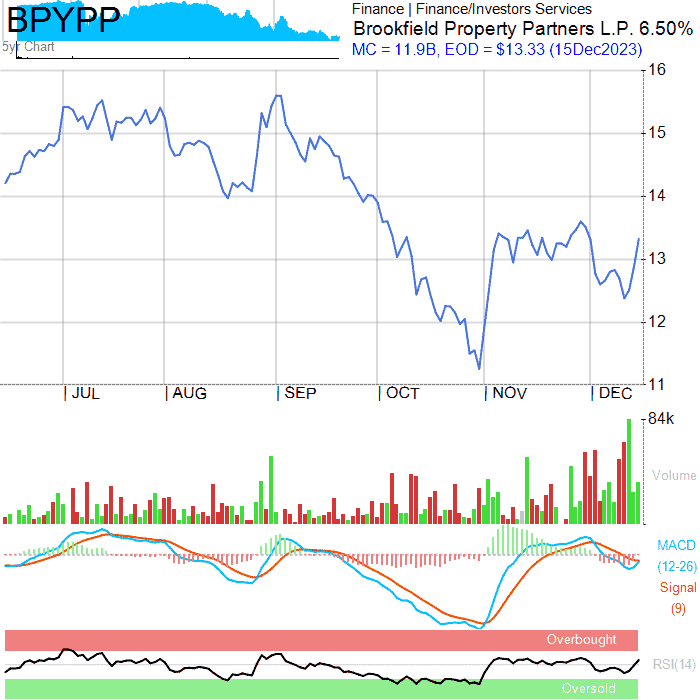 BPYPP
5yr Chart
Finance | Finance/Investors Services
Brookfield Property Partners L.P. 6.50%
MC = 11.9B, EOD = $13.33 (15Dec2023)
16
15
14
13
12
11
JUL AUG SEP OCT NOV DEC
84k
Volume
MACD
(12-26)
Signal
(9)
Overbought
RSI(14)
Oversold